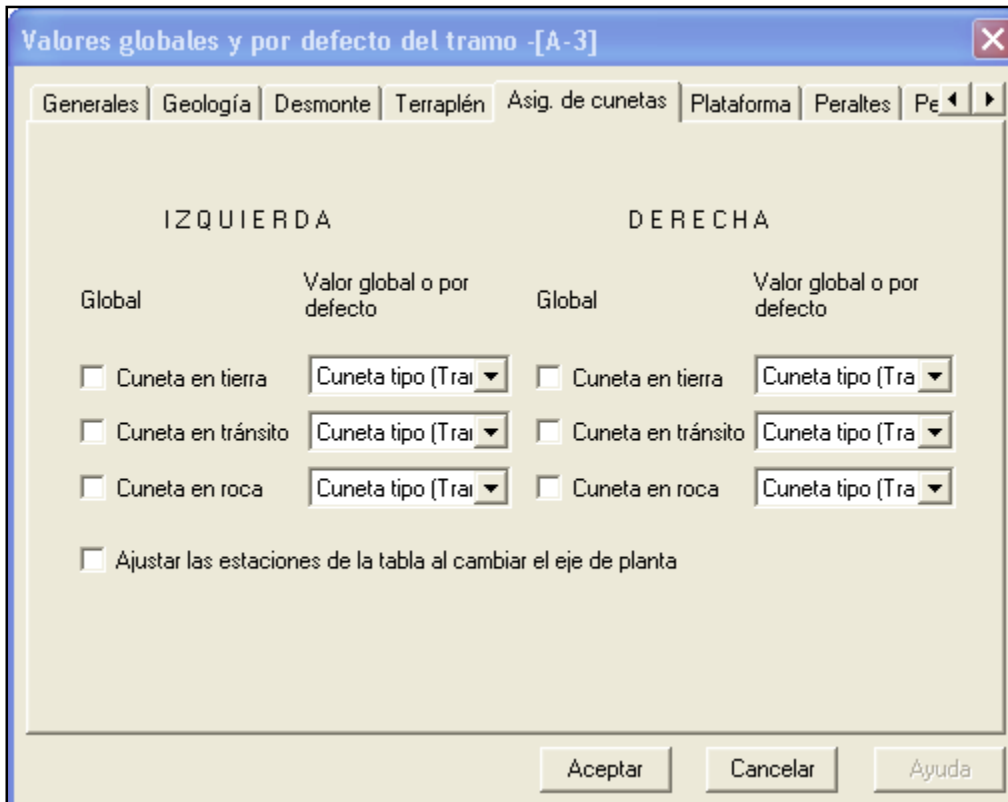 Valores globales y por defecto del tramo -[A-3]
Generales Geología Desmonte Terraplén Asig. de cunetas Plataforma Peraltes Pe
IZQUIERDA DERECHA
Global Valor global o por defecto Global Valor global o por defecto
Cuneta en tierra Cuneta tipo (Tra Cuneta en tierra Cuneta tipo (Tra
Cuneta en tránsito Cuneta tipo (Tra Cuneta en tránsito Cuneta tipo (Tra
Cuneta en roca Cuneta tipo (Tra Cuneta en roca Cuneta tipo (Tra
Ajustar las estaciones de la tabla al cambiar el eje de planta
Aceptar Cancelar Ayuda